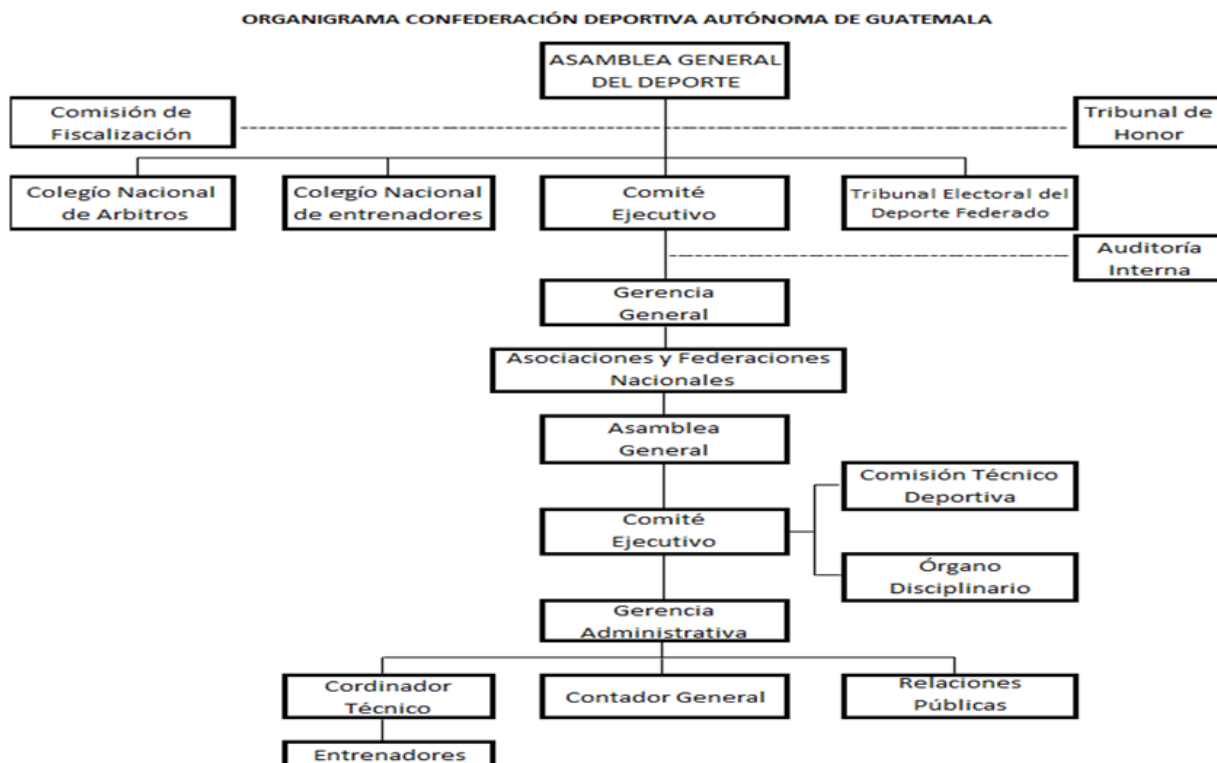 ORGANIGRAMA CONFEDERACIÓN DEPORTIVA AUTÓNOMA DE GUATEMALA
ASAMBLEA GENERAL
DEL DEPORTE
Comisión de
Fiscalización
Tribunal de
Honor
Colegío Nacional
de Arbitros
Colegío Nacional
de entrenadores
Comité
Ejecutivo
Tribunal Electoral del
Deporte Federado
Auditoría
Interna
Gerencia
General
Asociaciones y Federaciones
Nacionales
Asamblea
General
Comisión Técnico
Deportiva
Comité
Ejecutivo
Órgano
Disciplinario
Gerencia
Administrativa
Cordinador
Técnico
Contador General
Relaciones
Públicas
Entrenadores